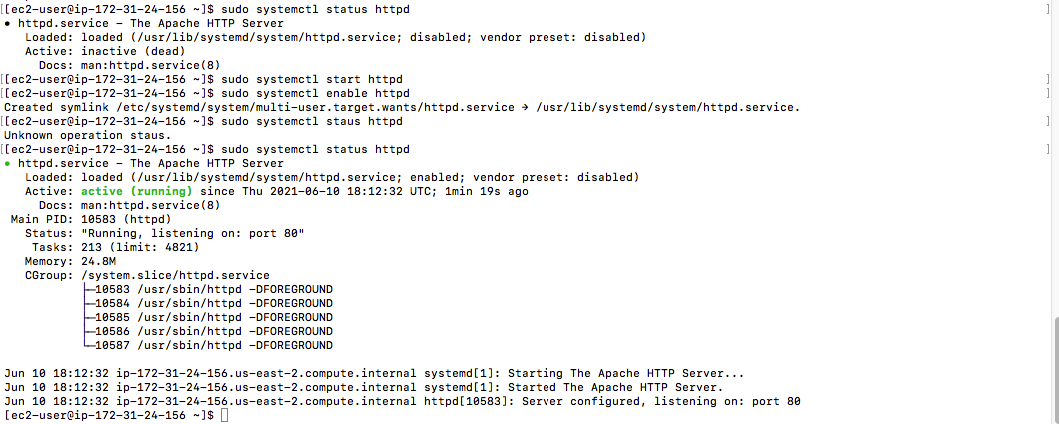 [[ec2-user@ip-172-31-24-156 ~]$ sudo systemctl status httpd ]
● httpd.service - The Apache HTTP Server
Loaded: loaded (/usr/lib/systemd/system/httpd.service; disabled; vendor preset: disabled)
Active: inactive (dead)
Docs: man:httpd.service(8)
[[ec2-user@ip-172-31-24-156 ~]$ sudo systemctl start httpd ]
[[ec2-user@ip-172-31-24-156 ~]$ sudo systemctl enable httpd ]
Created symlink /etc/systemd/system/multi-user.target.wants/httpd.service → /usr/lib/systemd/system/httpd.service.
[[ec2-user@ip-172-31-24-156 ~]$ sudo systemctl staus httpd ]
Unknown operation staus.
[[ec2-user@ip-172-31-24-156 ~]$ sudo systemctl status httpd ]
● httpd.service - The Apache HTTP Server
Loaded: loaded (/usr/lib/systemd/system/httpd.service; enabled; vendor preset: disabled)
Active: active (running) since Thu 2021-06-10 18:12:32 UTC; 1min 19s ago
Docs: man:httpd.service(8)
Main PID: 10583 (httpd)
Status: "Running, listening on: port 80"
Tasks: 213 (limit: 4821)
Memory: 24.8M
CGroup: /system.slice/httpd.service
├─10583 /usr/sbin/httpd -DFOREGROUND
├─10584 /usr/sbin/httpd -DFOREGROUND
├─10585 /usr/sbin/httpd -DFOREGROUND
├─10586 /usr/sbin/httpd -DFOREGROUND
└─10587 /usr/sbin/httpd -DFOREGROUND
Jun 10 18:12:32 ip-172-31-24-156.us-east-2.compute.internal systemd[1]: Starting The Apache HTTP Server...
Jun 10 18:12:32 ip-172-31-24-156.us-east-2.compute.internal systemd[1]: Started The Apache HTTP Server.
Jun 10 18:12:32 ip-172-31-24-156.us-east-2.compute.internal httpd[10583]: Server configured, listening on: port 80
[ec2-user@ip-172-31-24-156 ~]$